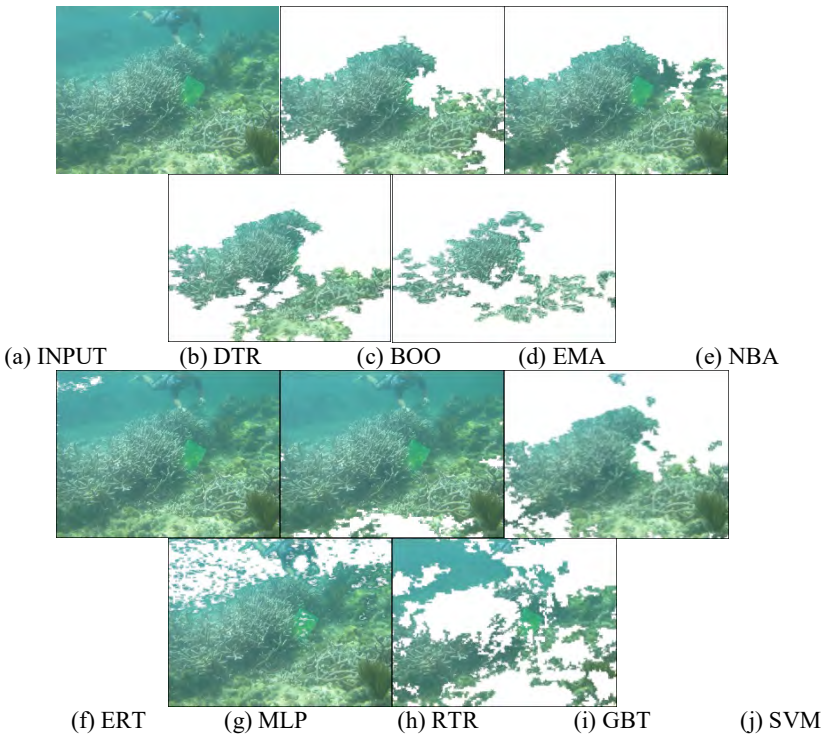 (a) INPUT (b) DTR (c) BOO (d) EMA (e) NBA
(f) ERT (g) MLP (h) RTR (i) GBT (j) SVM